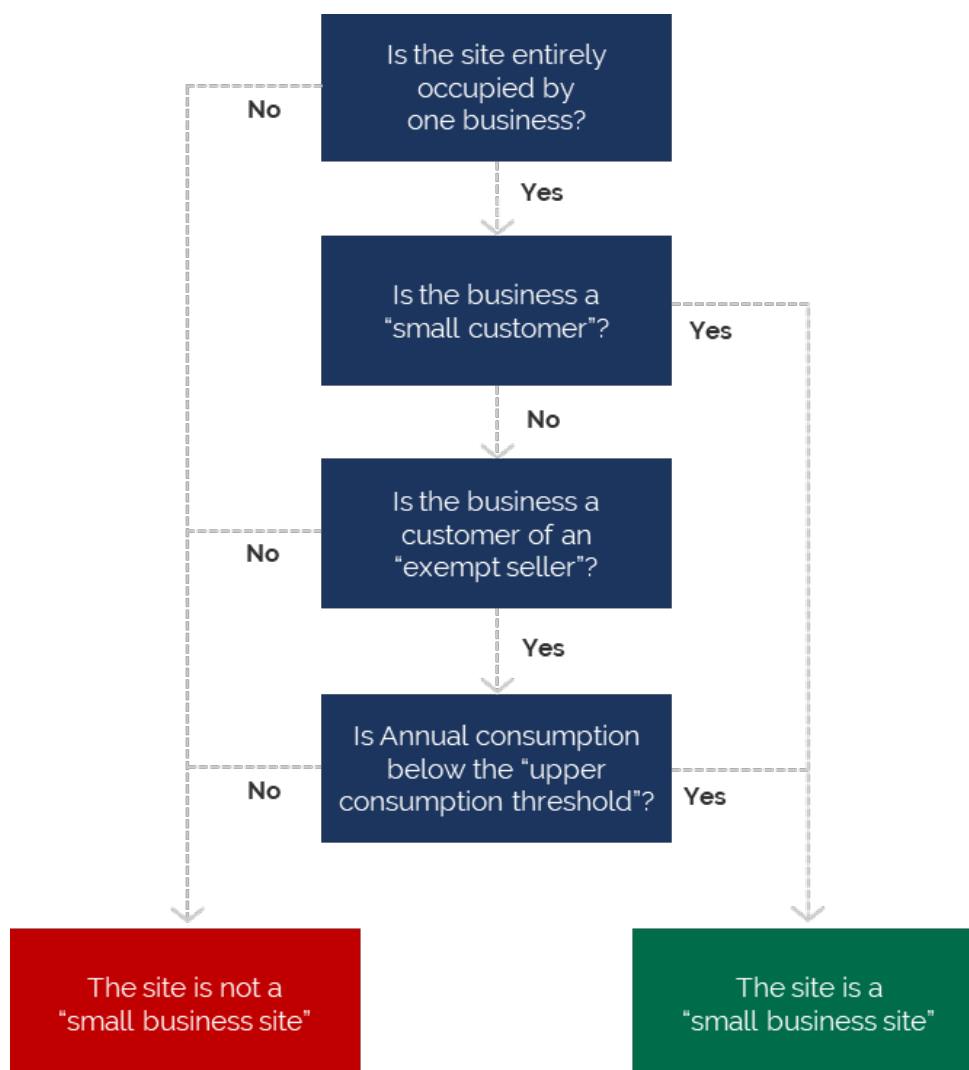 Is the site entirely
occupied by
one business?
No
Yes
Is the business a
“small customer”?
Yes
No
Is the business a
customer of an
“exempt seller”?
No
Yes
Is Annual consumption
below the “upper
consumption threshold”?
No
Yes
The site is not a
“small business site”
The site is a
“small business site”